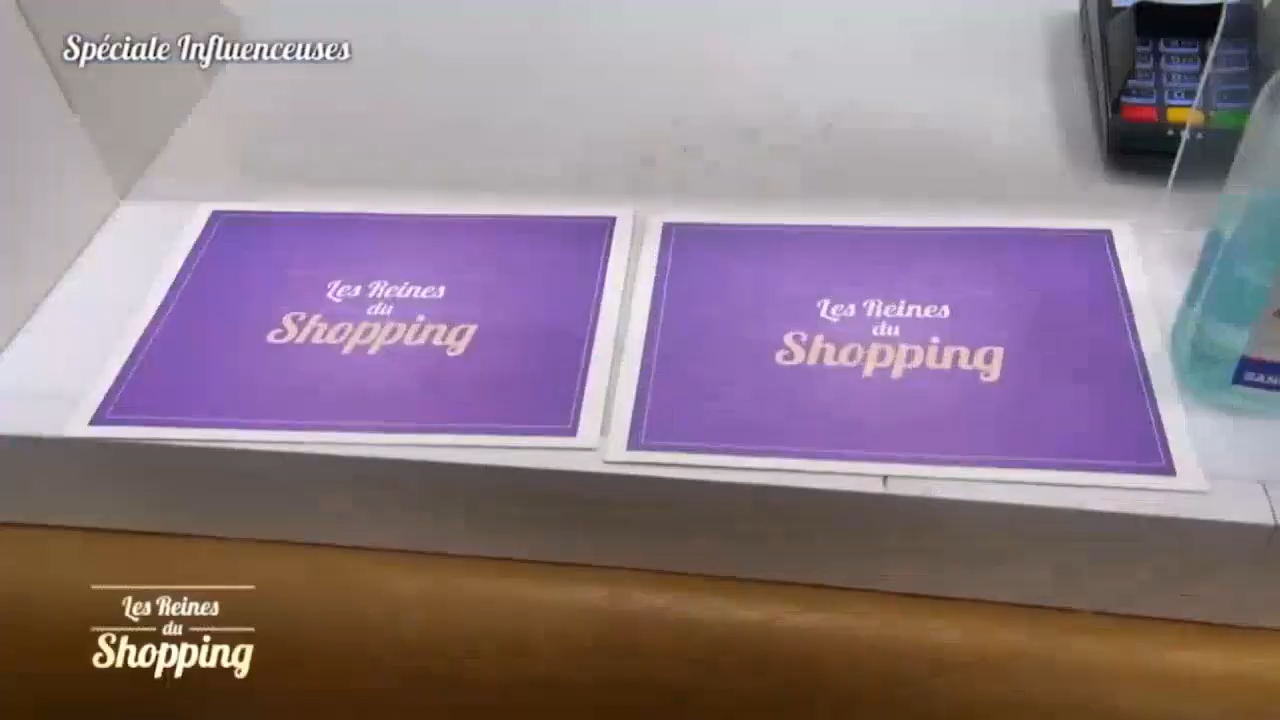 Spéciale Influenceuses
Les Reines
du
Shopping
Les Reines
du
Shopping
Les Reines
du
Shopping